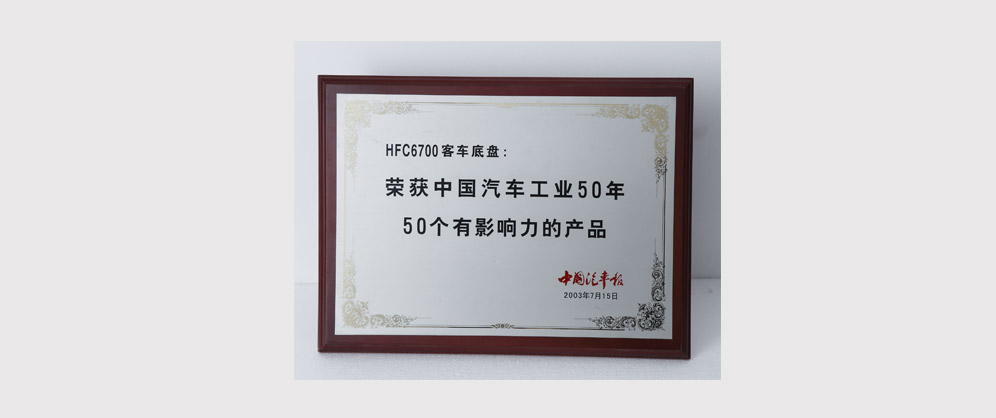 HFC6700客车底盘：
荣获中国汽车工业50年
50个有影响力的产品
中国汽车报
2003年7月15日